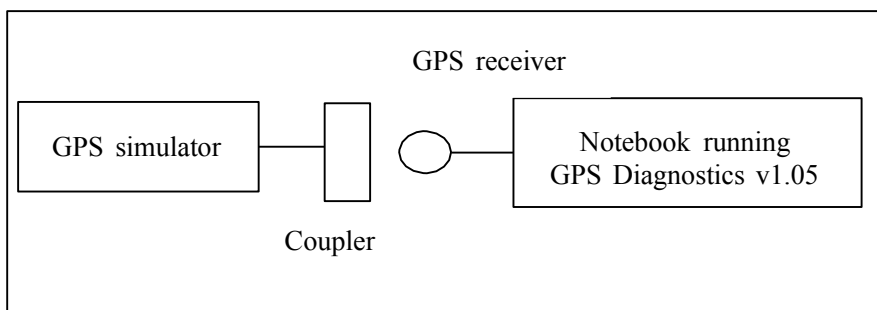 GPS receiver
GPS simulator
Notebook running
GPS Diagnostics v1.05
Coupler